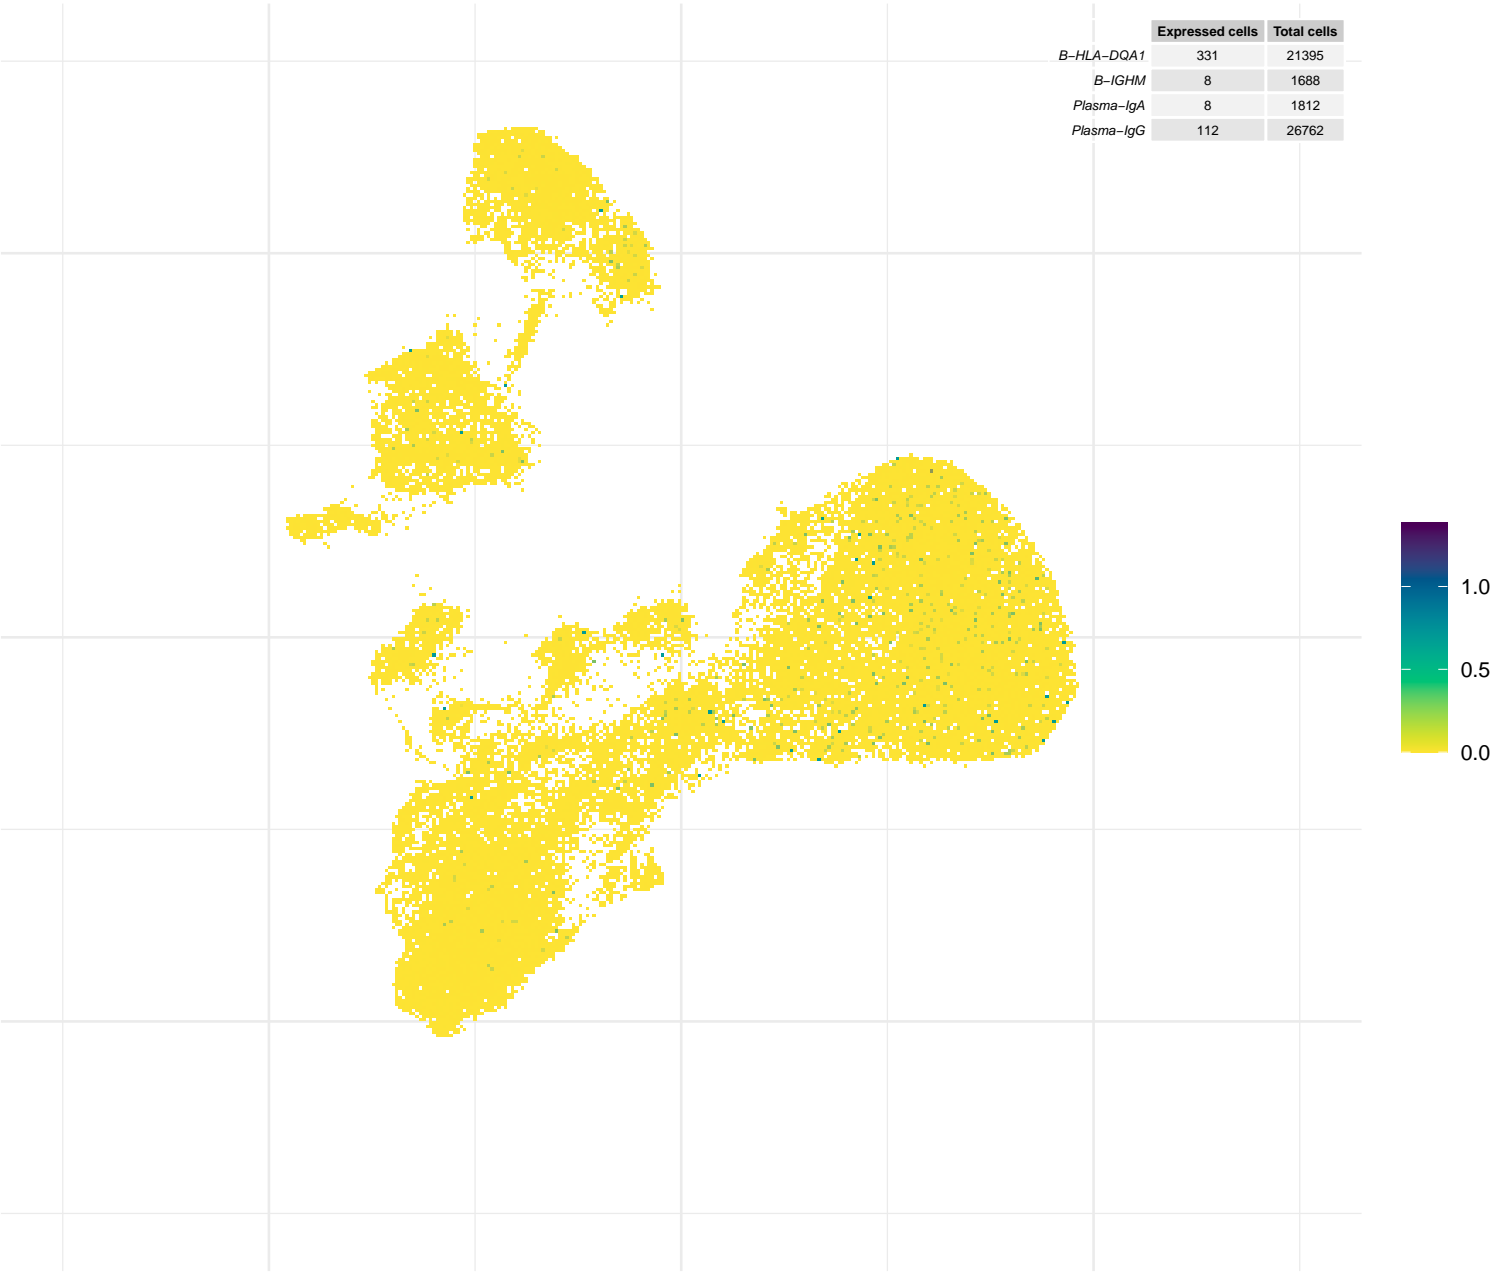 Expressed cells Total cells
B−HLA−DQA1 331 21395
B−IGHM 8 1688
Plasma−IgA 8 1812
Plasma−IgG 112 26762
1.0
0.5
0.0